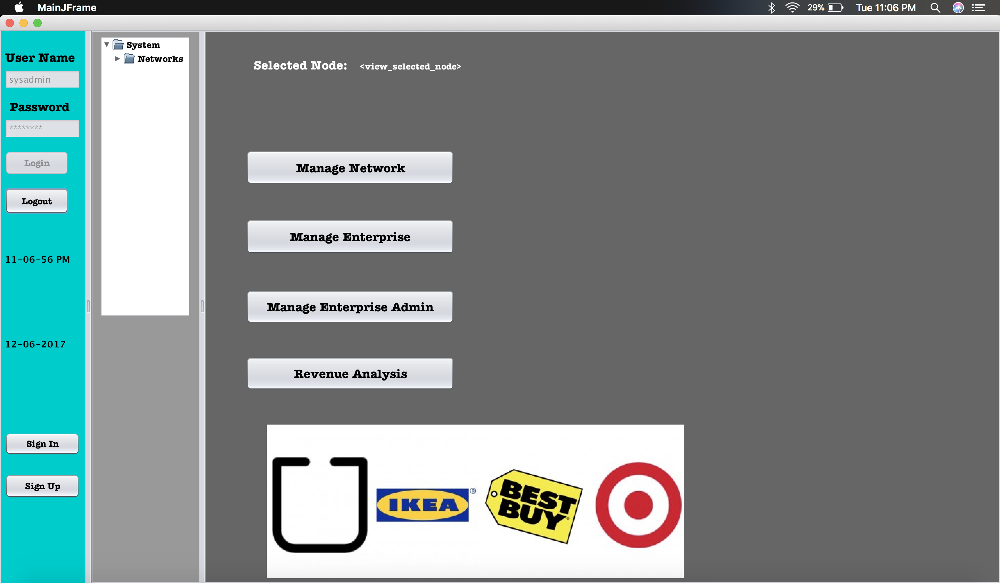 MainJFrame
29%
Tue 11:06 PM
User Name
sysadmin
Password
********
Login
Logout
11-06-56 PM
12-06-2017
Sign In
Sign Up
System
Networks
Selected Node: <view_selected_node>
Manage Network
Manage Enterprise
Manage Enterprise Admin
Revenue Analysis
IKEA®
BEST
BUY®